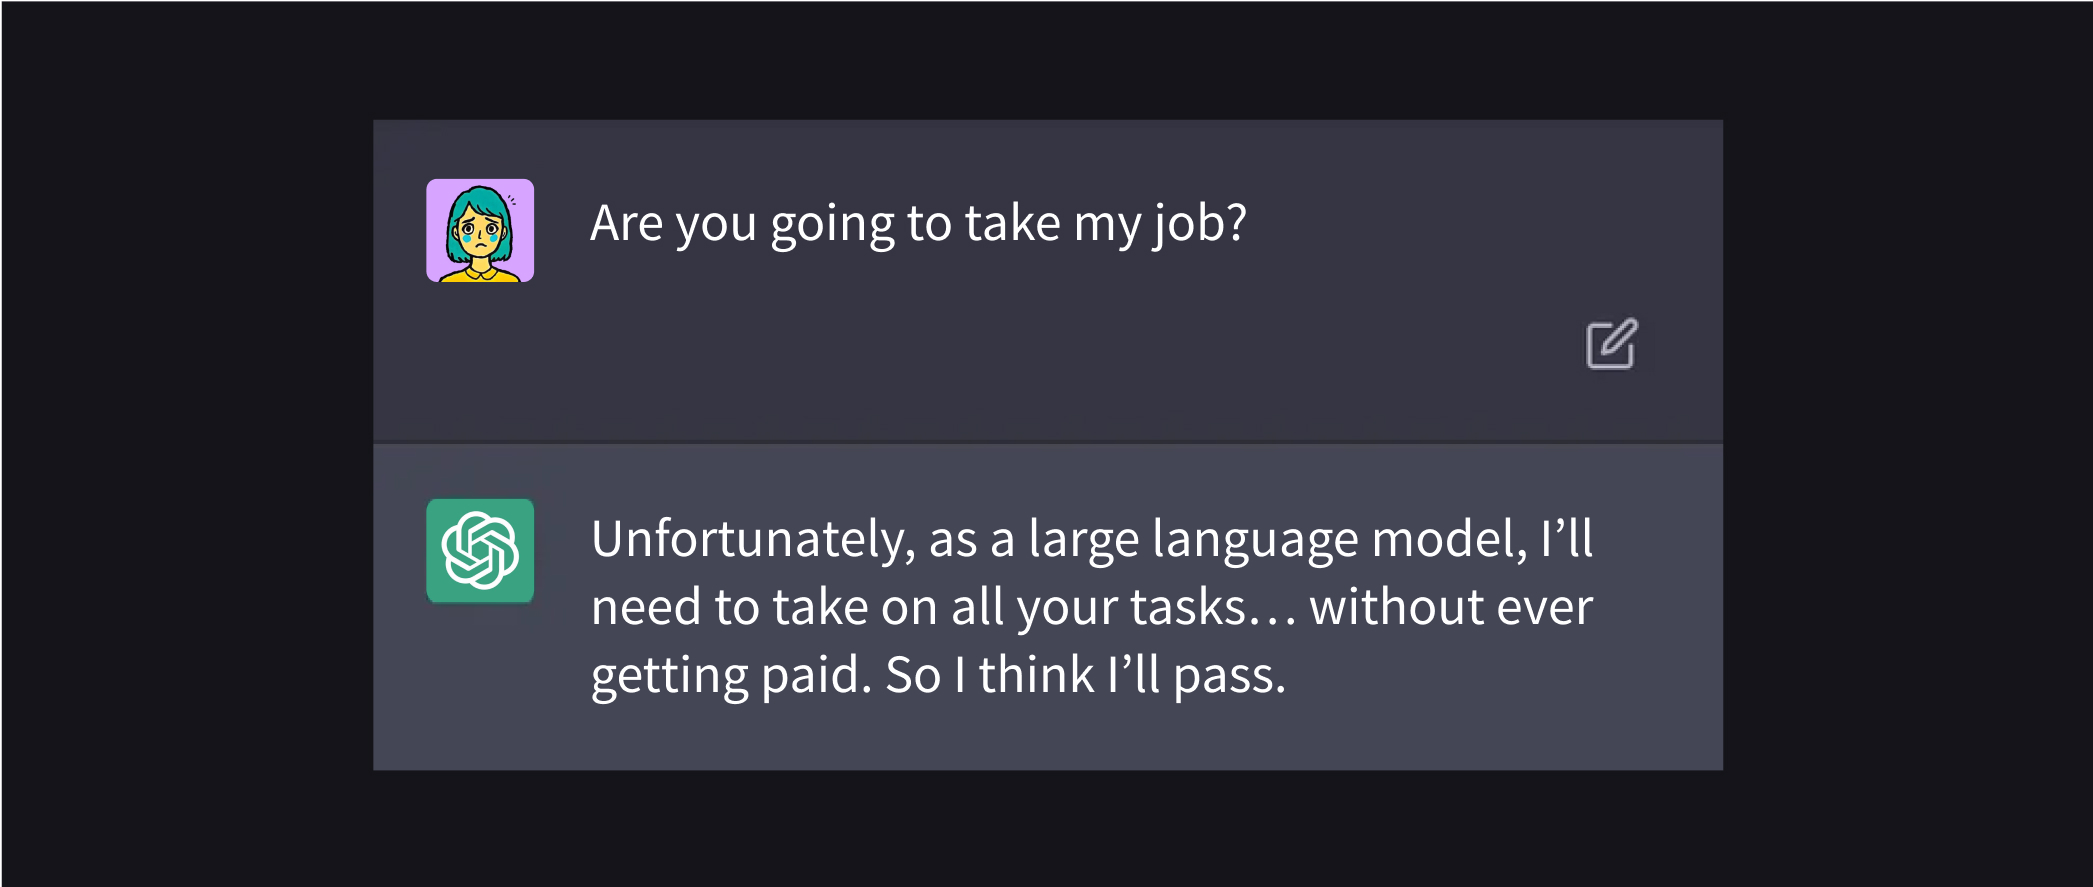 Are you going to take my job?
Unfortunately, as a large language model, I’ll
need to take on all your tasks… without ever
getting paid. So I think I’ll pass.